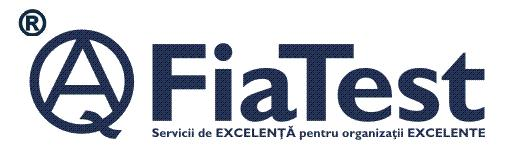 ®
AQ FiaTest
Servicii de EXCELENȚĂ pentru organizații EXCELENTE